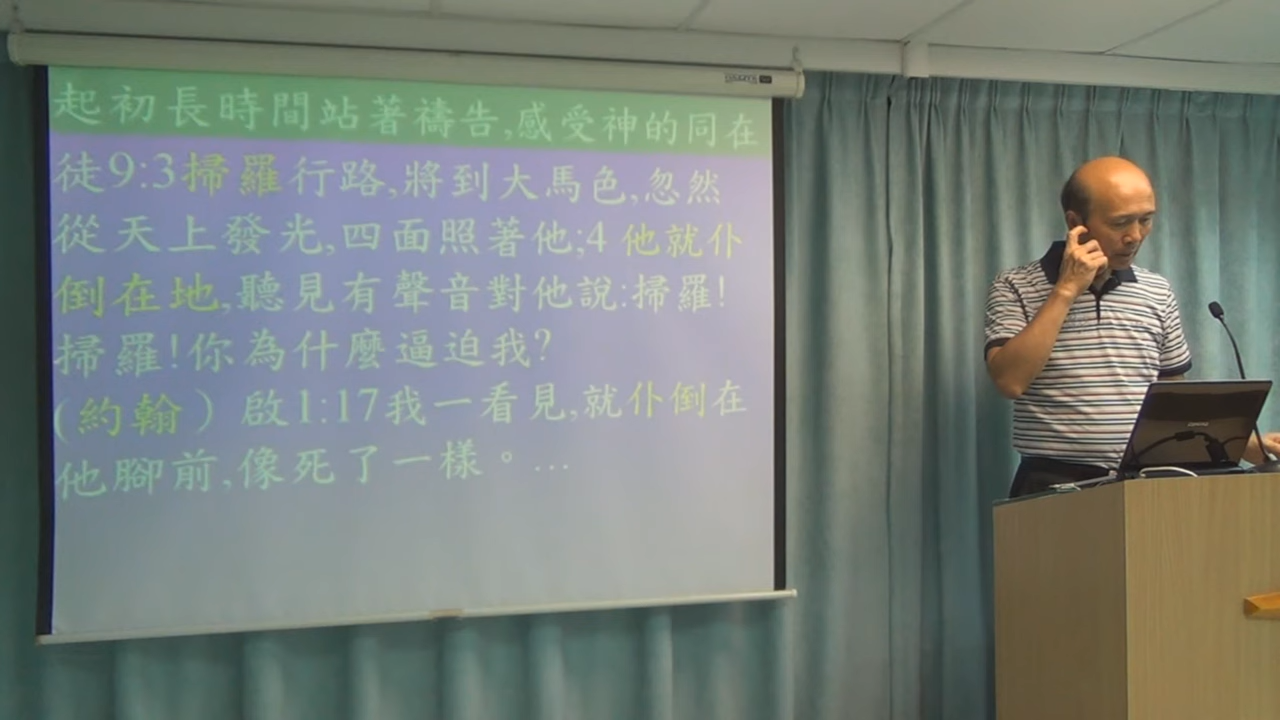 起初長時間站著禱告,感受神的同在
徒9:3掃羅行路,將到大馬色,忽然
從天上發光,四面照著他;4 他就仆
倒在地,聽見有聲音對他說:掃羅!
掃羅!你為什麼逼迫我?
(約翰) 啟1:17我一看見,就仆倒在
他腳前,像死了一樣。...